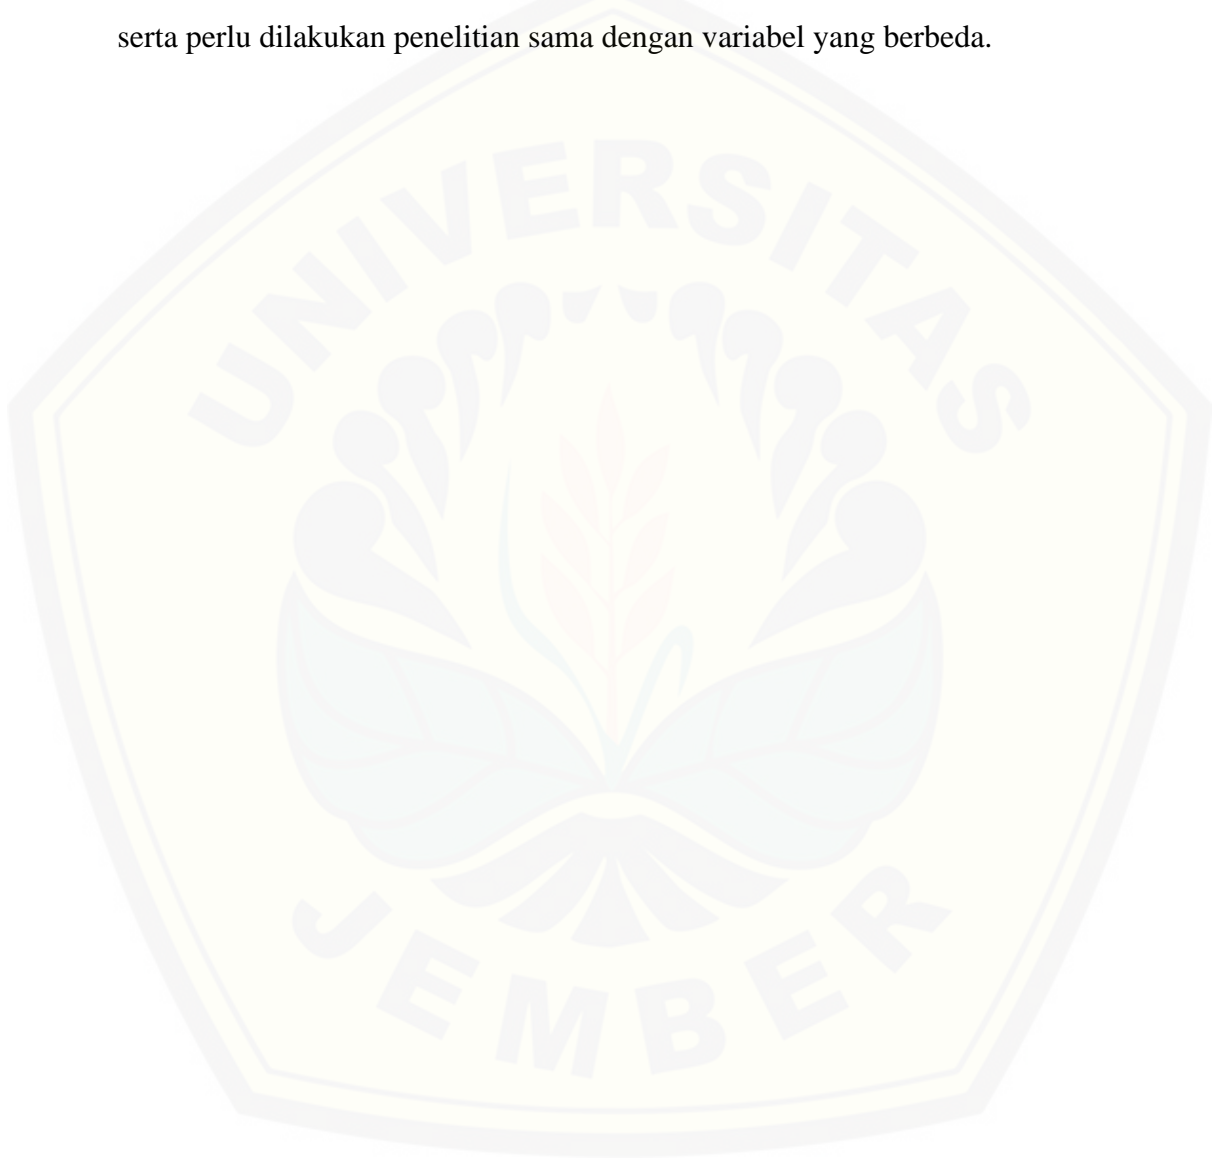 serta perlu dilakukan penelitian sama dengan variabel yang berbeda.
UNIVERSITAS
JEMBER